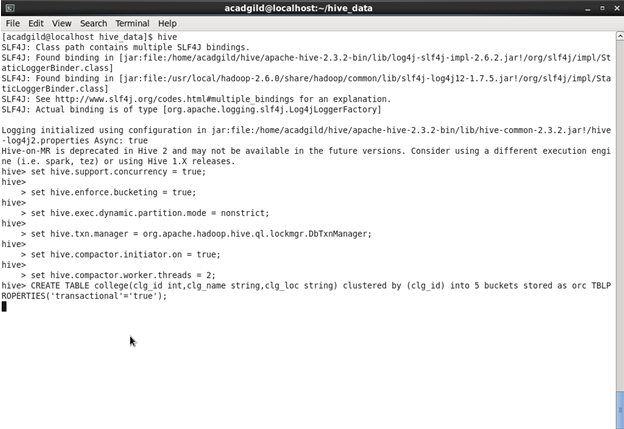 acadgild@localhost:~/hive_data
File Edit View Search Terminal Help
[acadgild@localhost hive_data]$ hive
SLF4J: Class path contains multiple SLF4J bindings.
SLF4J: Found binding in [jar:file:/home/acadgild/hive/apache-hive-2.3.2-bin/lib/log4j-slf4j-impl-2.6.2.jar!/org/slf4j/impl/St
aticLoggerBinder.class]
SLF4J: Found binding in [jar:file:/usr/local/hadoop-2.6.0/share/hadoop/common/lib/slf4j-log4j12-1.7.5.jar!/org/slf4j/impl/Sta
ticLoggerBinder.class]
SLF4J: See http://www.slf4j.org/codes.html#multiple_bindings for an explanation.
SLF4J: Actual binding is of type [org.apache.logging.slf4j.Log4jLoggerFactory]
Logging initialized using configuration in jar:file:/home/acadgild/hive/apache-hive-2.3.2-bin/lib/hive-common-2.3.2.jar!/hive
-log4j2.properties Async: true
Hive-on-MR is deprecated in Hive 2 and may not be available in the future versions. Consider using a different execution engi
ne (i.e. spark, tez) or using Hive 1.X releases.
hive> set hive.support.concurrency = true;
hive>
    > set hive.enforce.bucketing = true;
hive>
    > set hive.exec.dynamic.partition.mode = nonstrict;
hive>
    > set hive.txn.manager = org.apache.hadoop.hive.ql.lockmgr.DbTxnManager;
hive>
    > set hive.compactor.initiator.on = true;
hive>
    > set hive.compactor.worker.threads = 2;
hive> CREATE TABLE college(clg_id int,clg_name string,clg_loc string) clustered by (clg_id) into 5 buckets stored as orc TBLP
ROPERTIES('transactional'='true');